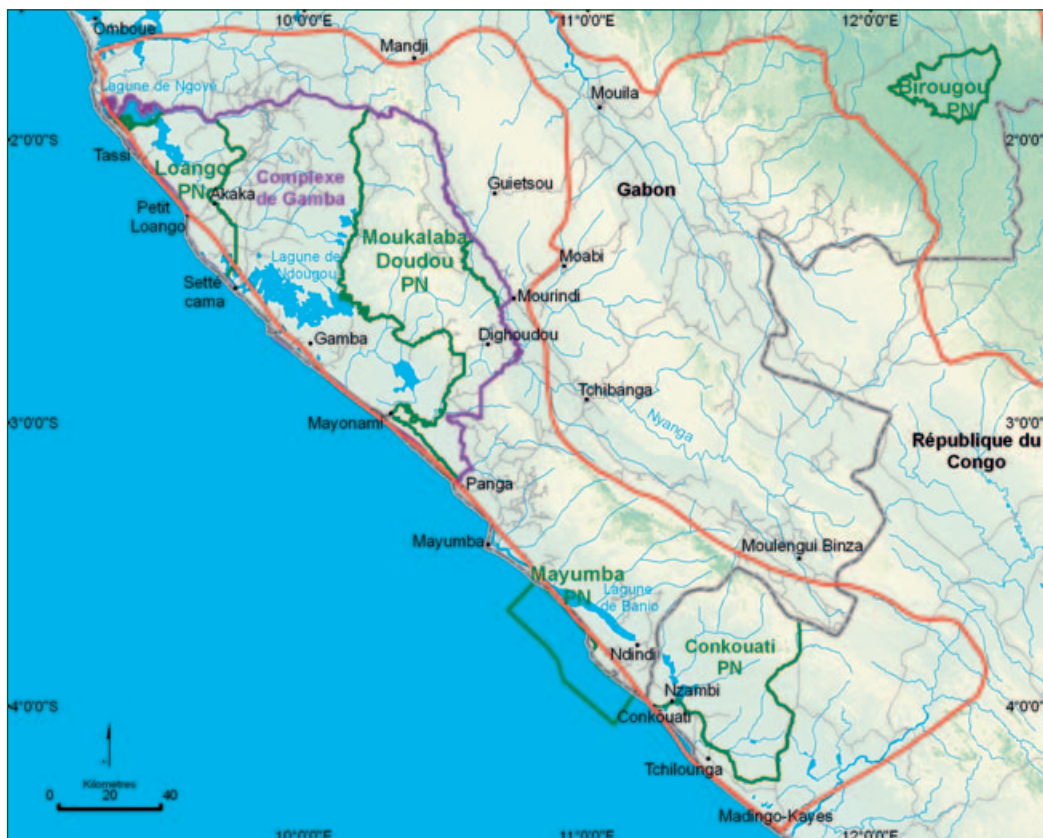 10°0'0"E
11°0'0"E
12°0'0"E
Omboue
Mandji
Lagune de Ngové
Mouila
Birougou
PN
2°0'0"S
2°0'0"S
Tassi
Loango
PN
Akaka
Complexe
de Gamba
Guietsou
Gabon
Petit
Loango
Moukalaba
Doudou
PN
Lagune de
Ndougou
Moabi
Setté
cama
Mourindi
Gamba
Dighoudou
Tchibanga
Nyanga
Mayonami
3°0'0"S
3°0'0"S
République du
Congo
Panga
Mayumba
Moulengui Binza
Mayumba
PN
Lagune
de Banio
Ndindi
Conkouati
PN
Nzambi
4°0'0"S
4°0'0"S
Conkouati
Kilometres
0 20 40
Tchilounga
Madingo-Kayes
10°0'0"E
11°0'0"E
12°0'0"E